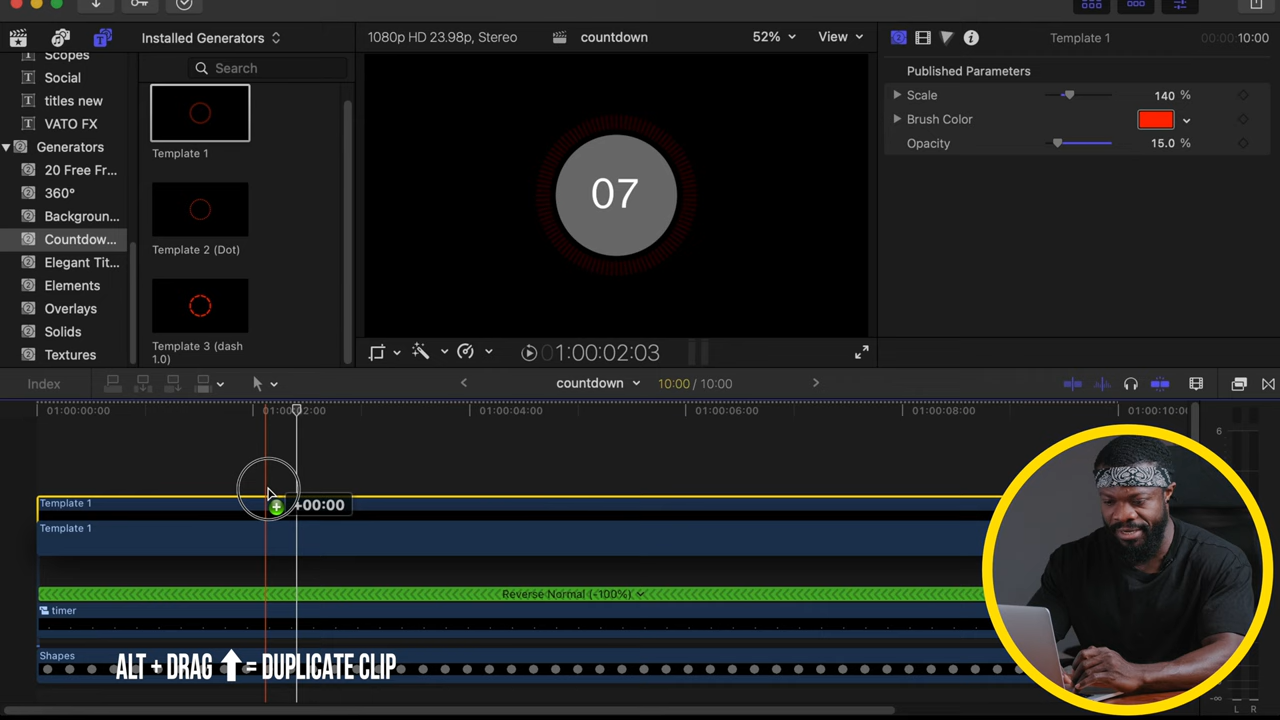 Installed Generators
1080p HD 23.98p, Stereo
countdown
52%
View
Template 1
00:00:10:00
Scopes
Social
titles new
VATO FX
Generators
20 Free Fr...
360°
Backgroun...
Countdow...
Elegant Tit...
Elements
Overlays
Solids
Textures
Search
Template 1
Template 2 (Dot)
Template 3 (dash
1.0)
07
Published Parameters
Scale
140 %
Brush Color
Opacity
15.0 %
01:00:02:03
Index
countdown
10:00 / 10:00
01:00:00:00
01:00:02:00
01:00:04:00
01:00:06:00
01:00:08:00
01:00:10:0
6
Template 1
+00:00
Template 1
Reverse Normal (-100%)
timer
Shapes
ALT + DRAG = DUPLICATE CLIP
-∞
L R